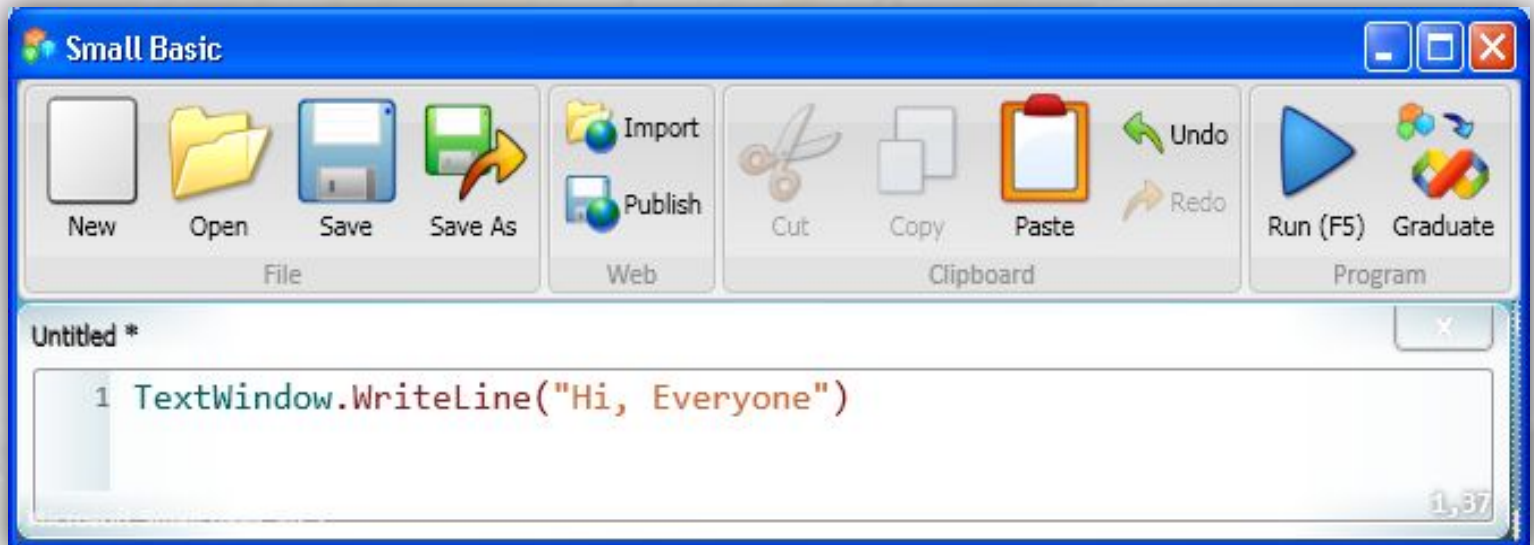 Small Basic
New Open Save Save As Import Publish Cut Copy Paste Undo Redo Run (F5) Graduate
File Web Clipboard Program
Untitled *
1 TextWindow.WriteLine("Hi, Everyone")
1,37